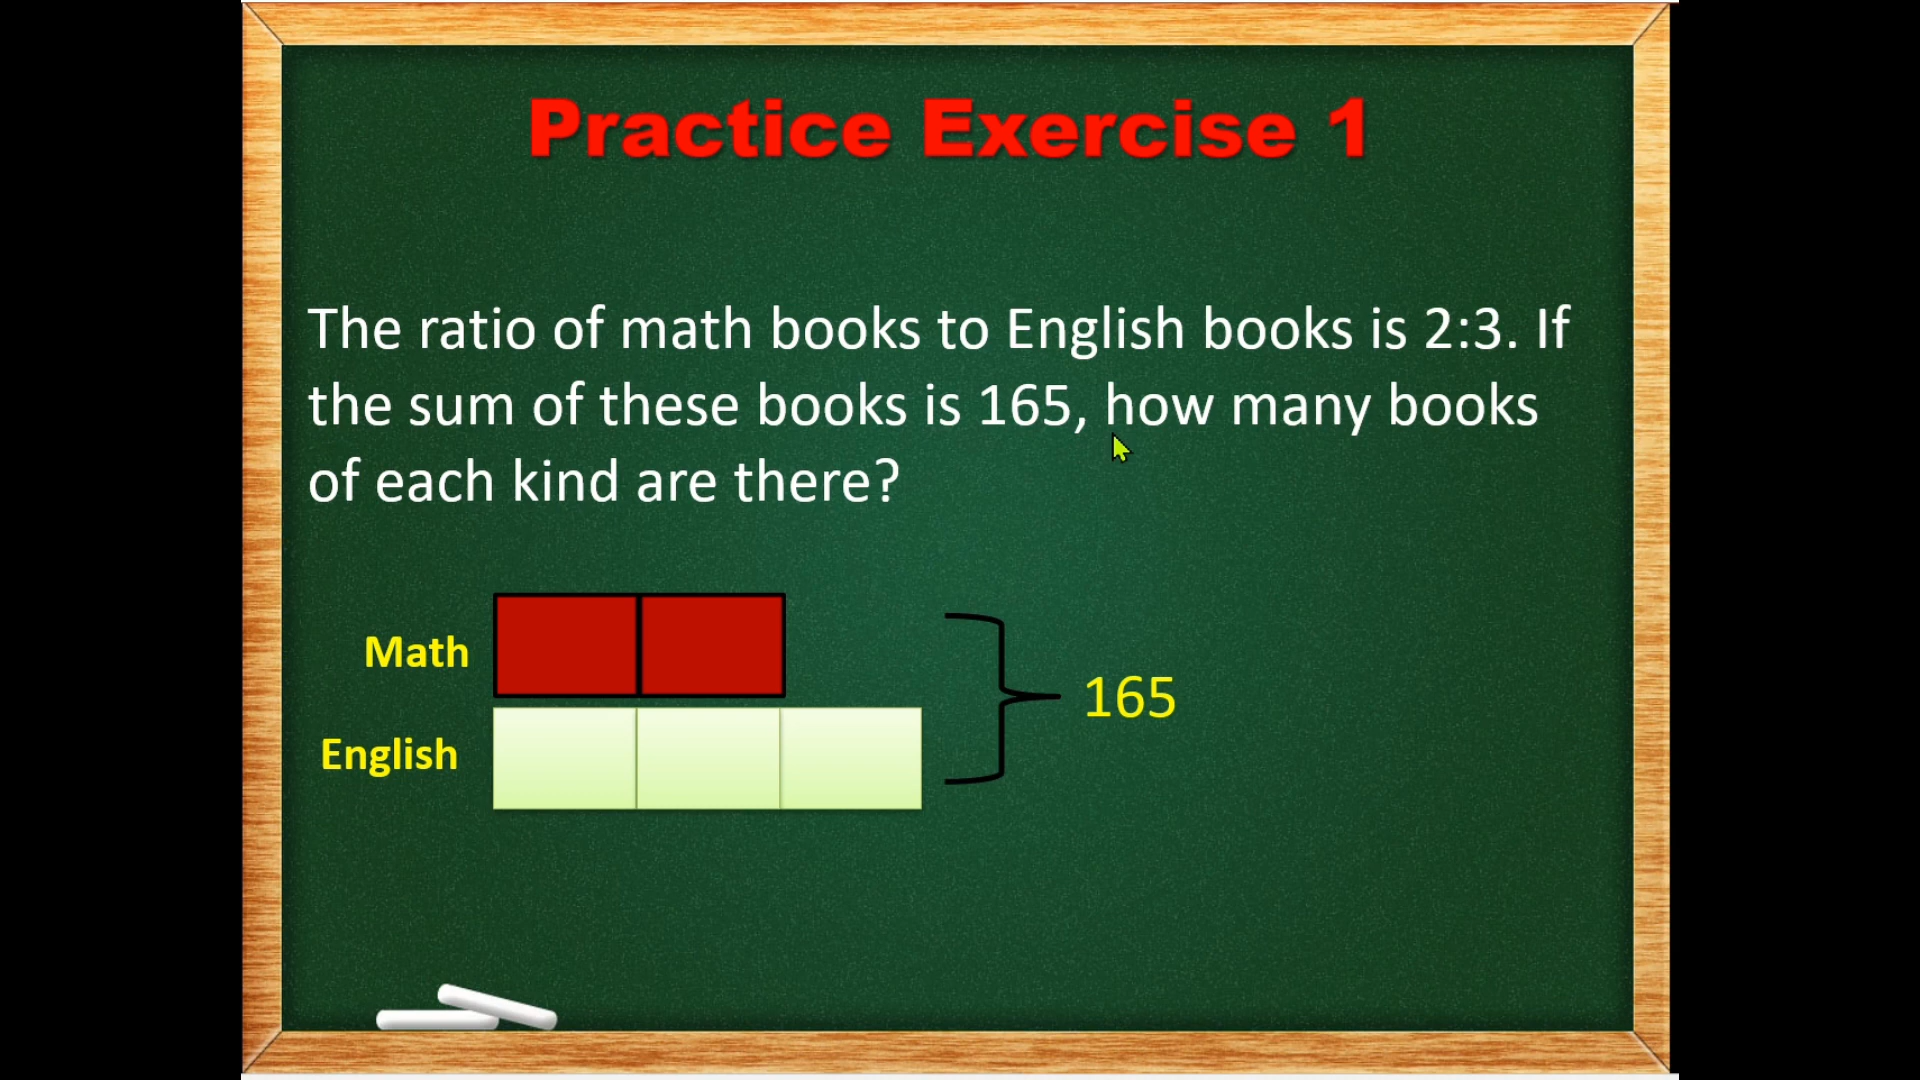 Practice Exercise 1
The ratio of math books to English books is 2:3. If
the sum of these books is 165, how many books
of each kind are there?
Math
English
165